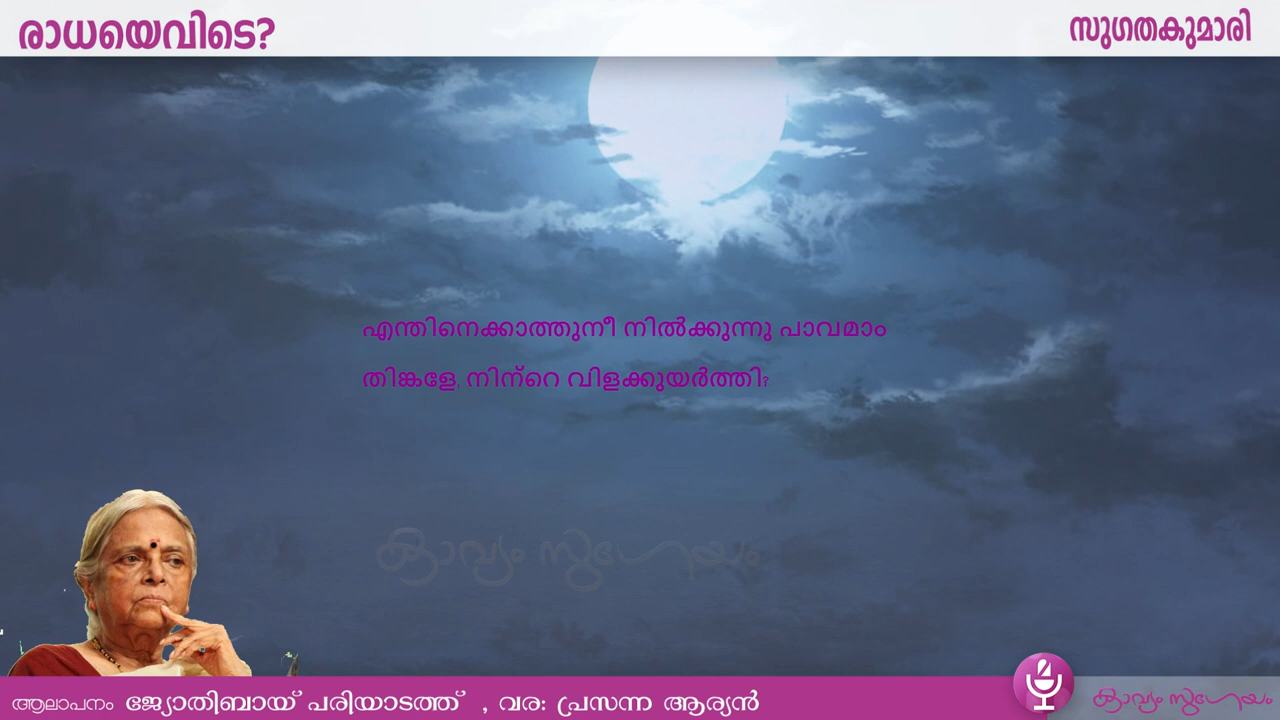 രാധയെവിടെ?
സുഗതകുമാരി
എന്തിനെക്കാത്തുനീ നിൽക്കുന്നു പാവമാം
തിങ്കളേ, നിന്റെ വിളക്കുയർത്തി?
കാവ്യം സുഗേയം
ആലാപനം ജ്യോതിബായ് പരിയാടത്ത് , വര: പ്രസന്ന ആര്യൻ
കാവ്യം സുഗേയം